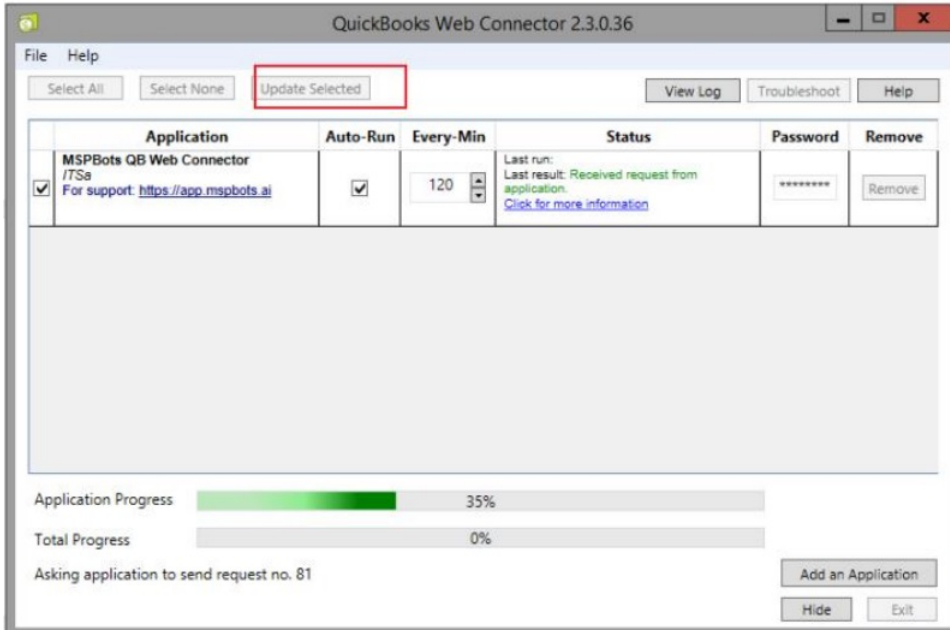 QuickBooks Web Connector 2.3.0.36
File Help
Select All Select None Update Selected View Log Troubleshoot Help
Application Auto-Run Every-Min Status Password Remove
MSPBots QB Web Connector
ITSa
For support: https://app.mspbots.ai
120
Last run:
Last result: Received request from
application.
Click for more information
********
Remove
Application Progress 35%
Total Progress 0%
Asking application to send request no. 81
Add an Application
Hide Exit